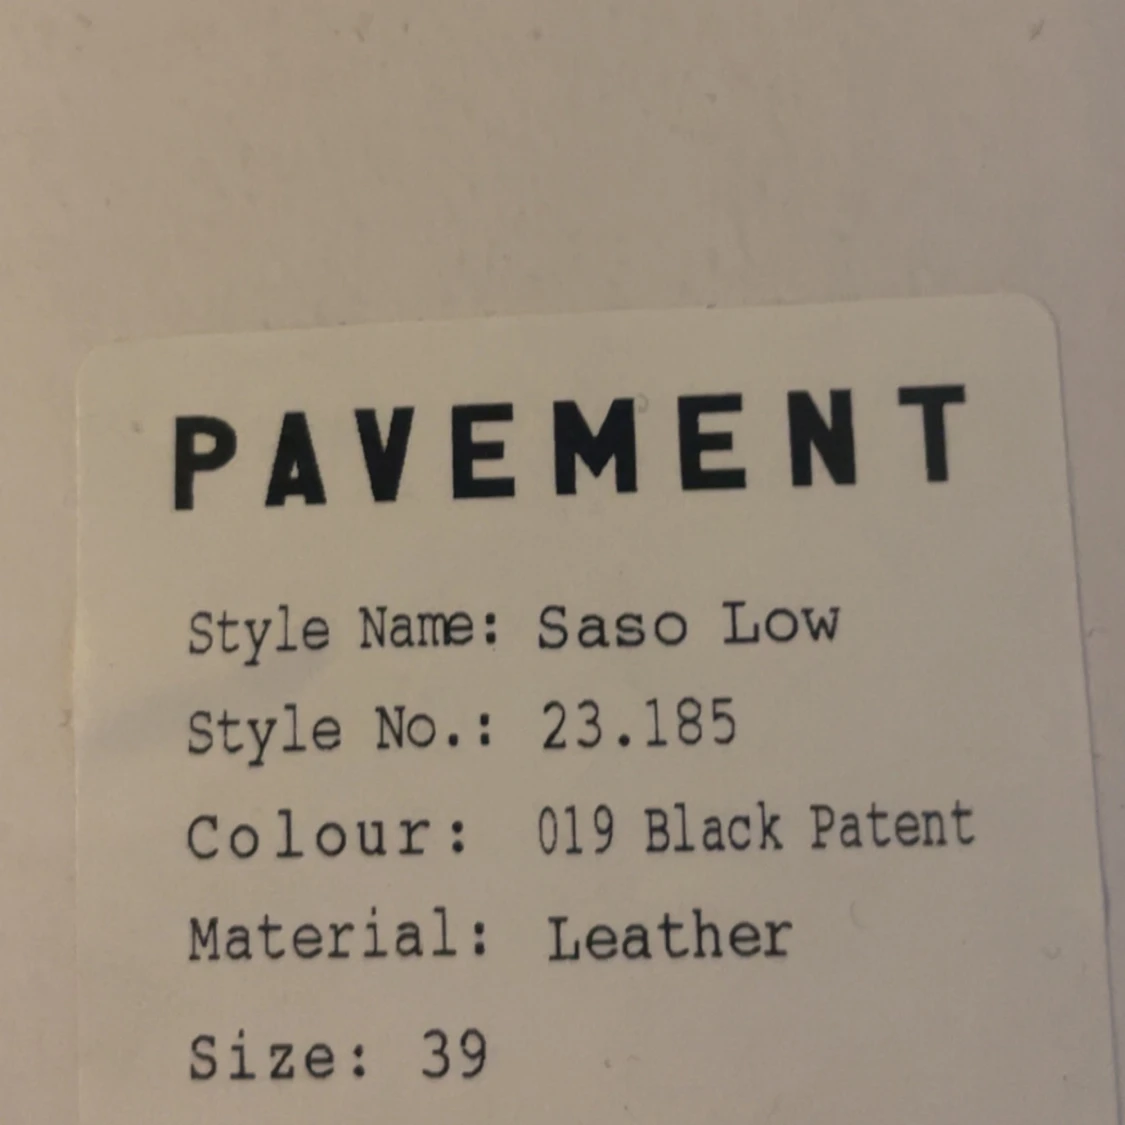 PAVEMENT
Style Name: Saso Low
Style No.: 23.185
Colour: 019 Black Patent
Material: Leather
Size: 39